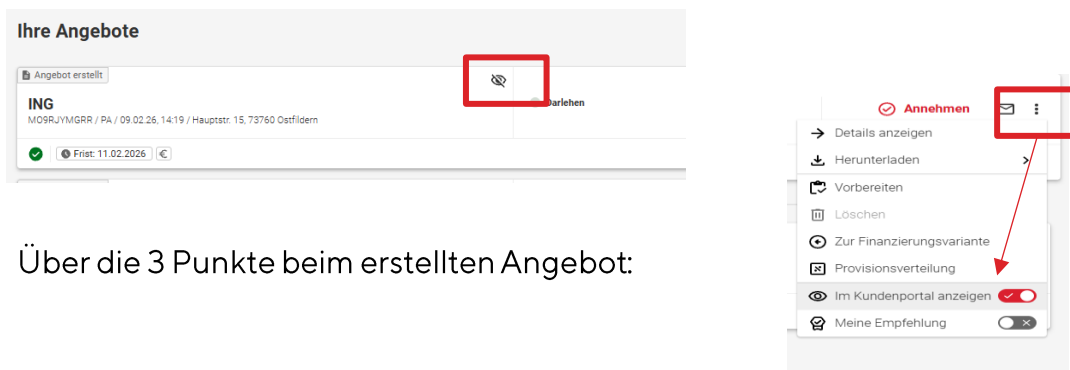 Ihre Angebote
Angebot erstellt
ING
MO9RJYMGRR / PA / 09.02.26, 14:19 / Hauptstr. 15, 73760 Ostfildern
Darlehen
Frist: 11.02.2026
€
Über die 3 Punkte beim erstellten Angebot:
Annehmen
Details anzeigen
Herunterladen
Vorbereiten
Löschen
Zur Finanzierungsvariante
Provisionsverteilung
Im Kundenportal anzeigen
Meine Empfehlung